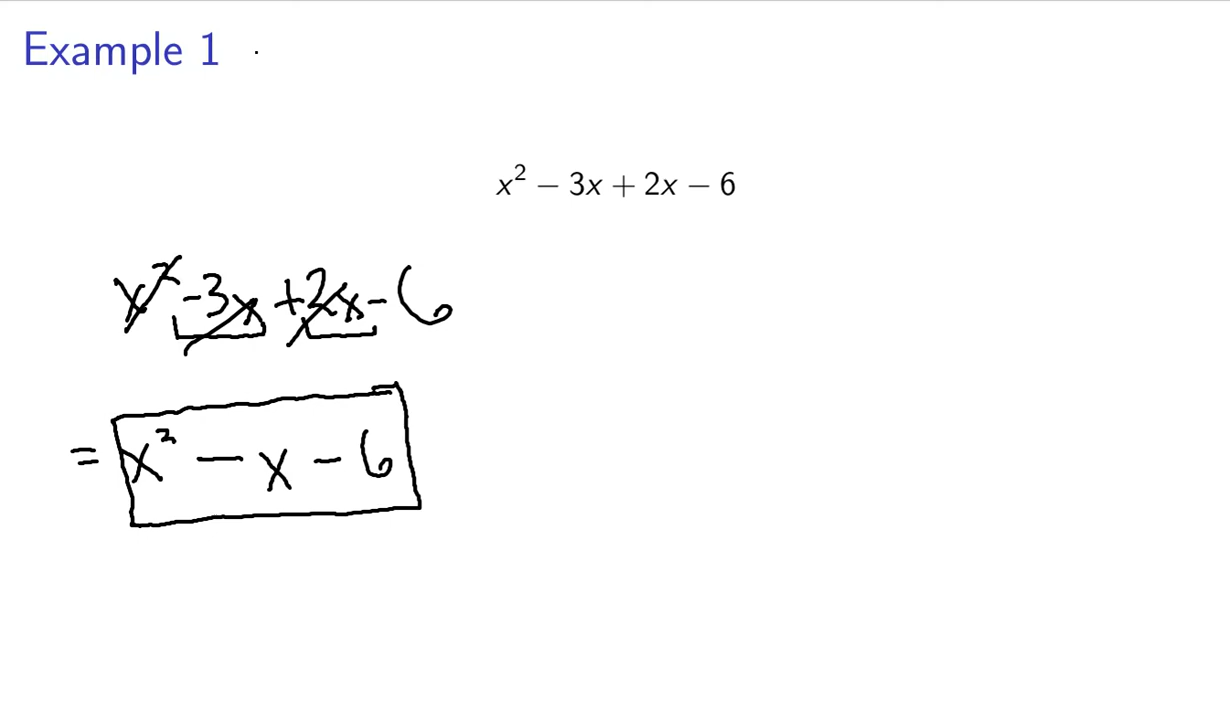 Example 1
x² − 3x + 2x − 6
x² -3x +2x - 6
= x² - x - 6